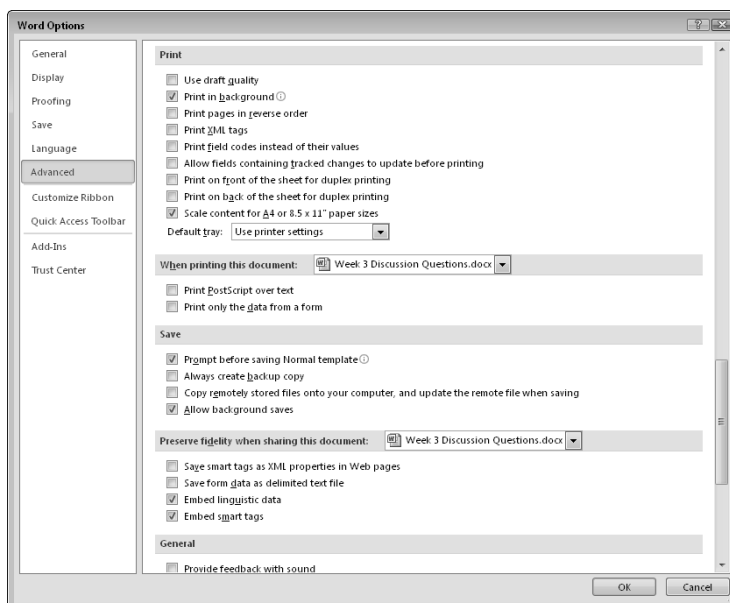 Word Options
General
Display
Proofing
Save
Language
Advanced
Customize Ribbon
Quick Access Toolbar
Add-Ins
Trust Center
Print
Use draft quality
Print in background
Print pages in reverse order
Print XML tags
Print field codes instead of their values
Allow fields containing tracked changes to update before printing
Print on front of the sheet for duplex printing
Print on back of the sheet for duplex printing
Scale content for A4 or 8.5 x 11" paper sizes
Default tray: Use printer settings
When printing this document: Week 3 Discussion Questions.docx
Print PostScript over text
Print only the data from a form
Save
Prompt before saving Normal template
Always create backup copy
Copy remotely stored files onto your computer, and update the remote file when saving
Allow background saves
Preserve fidelity when sharing this document: Week 3 Discussion Questions.docx
Save smart tags as XML properties in Web pages
Save form data as delimited text file
Embed linguistic data
Embed smart tags
General
Provide feedback with sound
OK Cancel